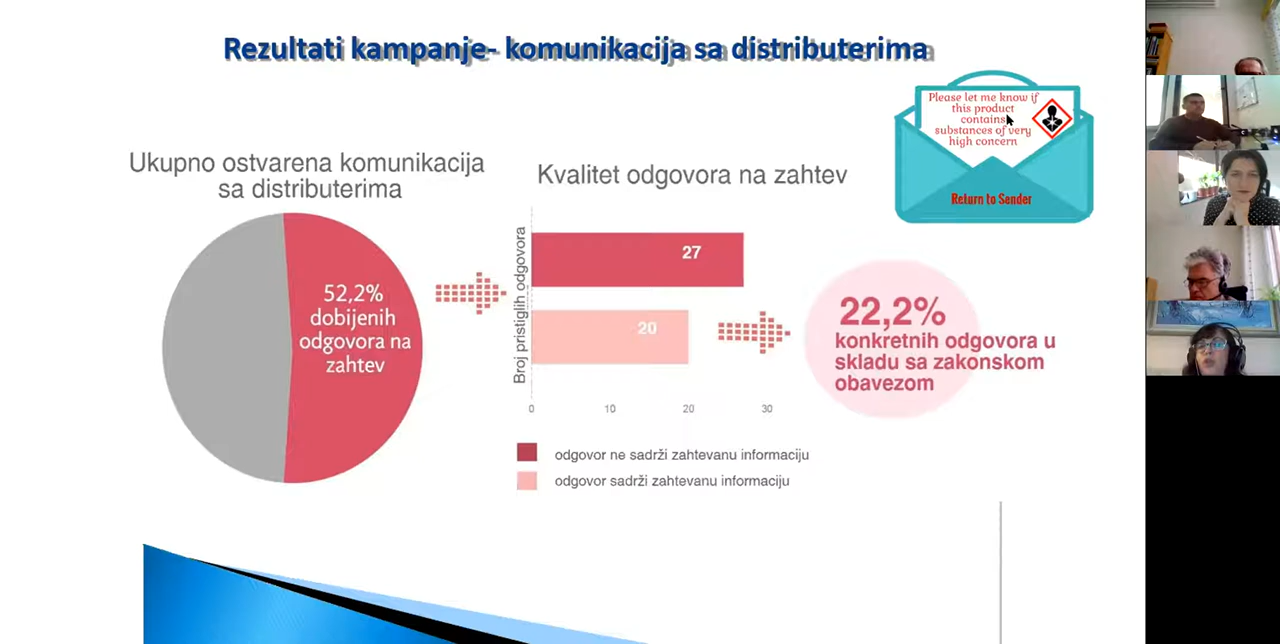 Rezultati kampanje- komunikacija sa distributerima
Please let me know if
this product
contains
substances of very
high concern
Return to Sender
Ukupno ostvarena komunikacija
sa distributerima
52,2%
dobijenih
odgovora na
zahtev
Kvalitet odgovora na zahtev
Broj pristiglih odgovora
27
20
0
10
20
30
odgovor ne sadrži zahtevanu informaciju
odgovor sadrži zahtevanu informaciju
22,2%
konkretnih odgovora u
skladu sa zakonskom
obavezom